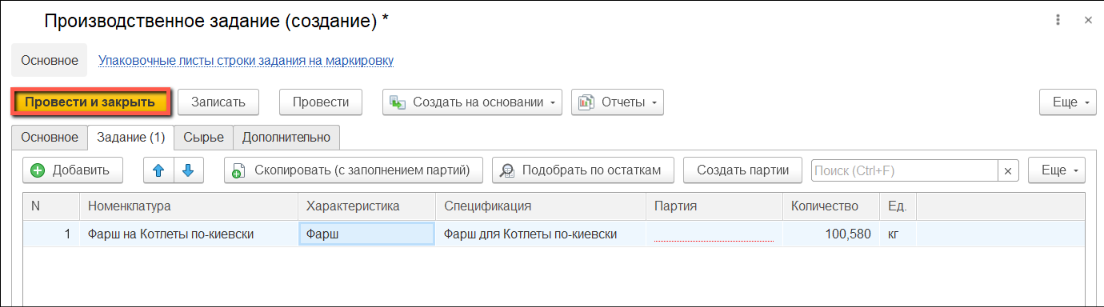 Производственное задание (создание) *
Основное Упаковочные листы строки задания на маркировку
Провести и закрыть Записать Провести Создать на основании Отчеты Еще
Основное Задание (1) Сырье Дополнительно
Добавить Скопировать (с заполнением партий) Подобрать по остаткам Создать партии Поиск (Ctrl+F) × Еще
N Номенклатура Характеристика Спецификация Партия Количество Ед.
1 Фарш на Котлеты по-киевски Фарш Фарш для Котлеты по-киевски 100,580 кг